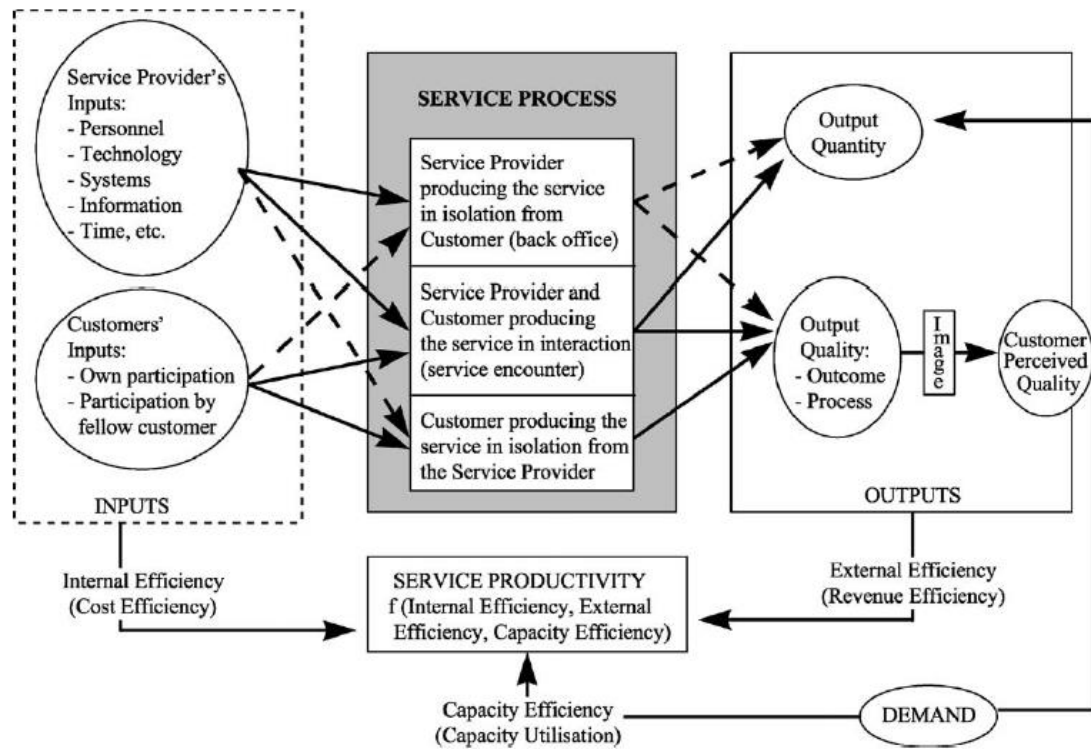 Service Provider's
Inputs:
- Personnel
- Technology
- Systems
- Information
- Time, etc.
Customers'
Inputs:
- Own participation
- Participation by
fellow customer
INPUTS
SERVICE PROCESS
Service Provider
producing the service
in isolation from
Customer (back office)
Service Provider and
Customer producing
the service in interaction
(service encounter)
Customer producing the
service in isolation from
the Service Provider
Output
Quantity
Output
Quality:
- Outcome
- Process
Image
Customer
Perceived
Quality
OUTPUTS
Internal Efficiency
(Cost Efficiency)
SERVICE PRODUCTIVITY
f (Internal Efficiency, External
Efficiency, Capacity Efficiency)
External Efficiency
(Revenue Efficiency)
Capacity Efficiency
(Capacity Utilisation)
DEMAND